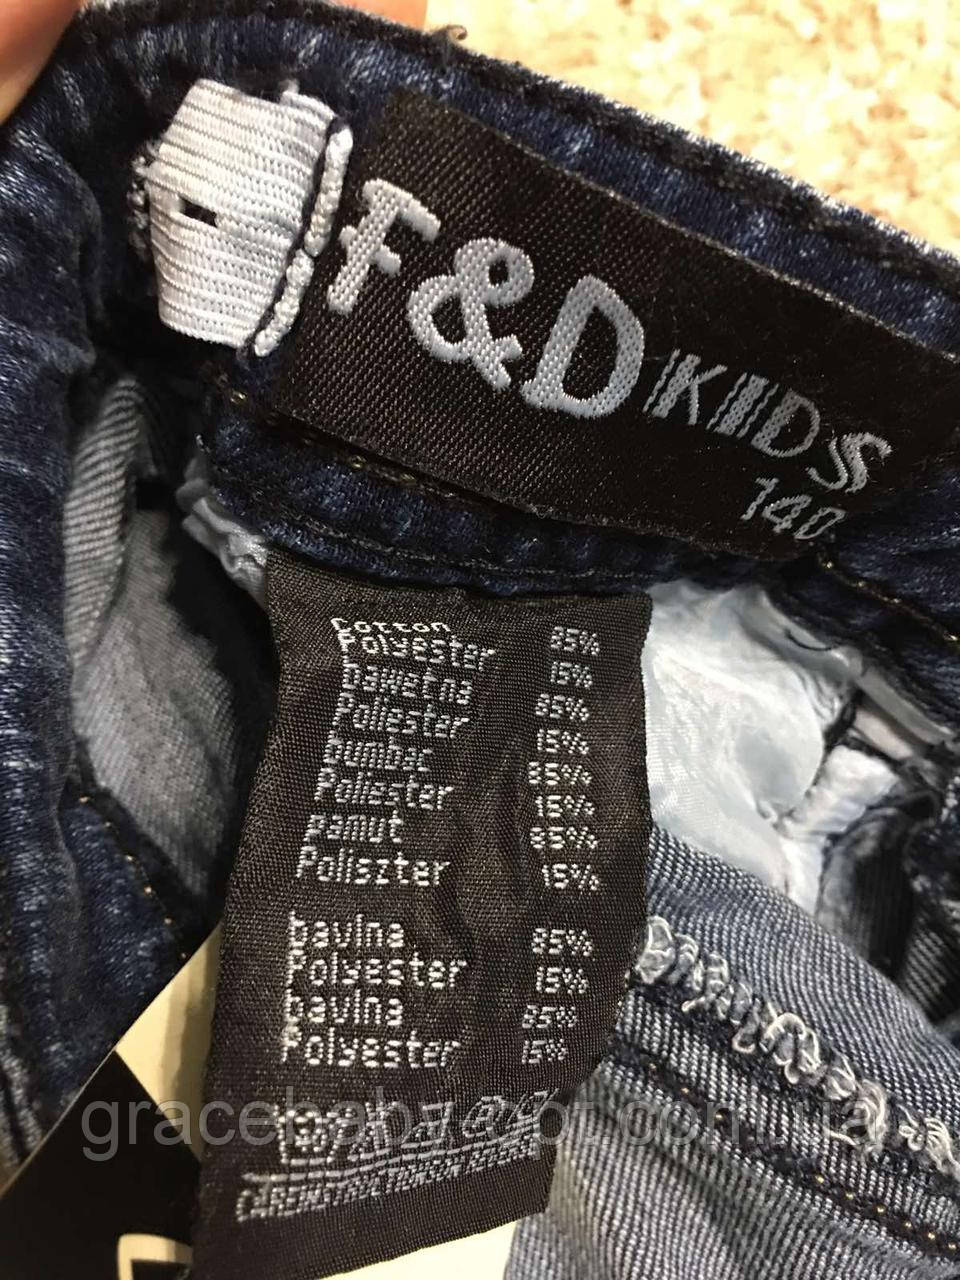 F&D KIDS
140
Cotton 85%
Polyester 15%
bawełna 85%
Poliester 15%
bumbac 85%
Poliester 15%
pamut 85%
Poliszter 15%
bavlna 85%
Polyester 15%
bavlna 85%
Polyester 15%